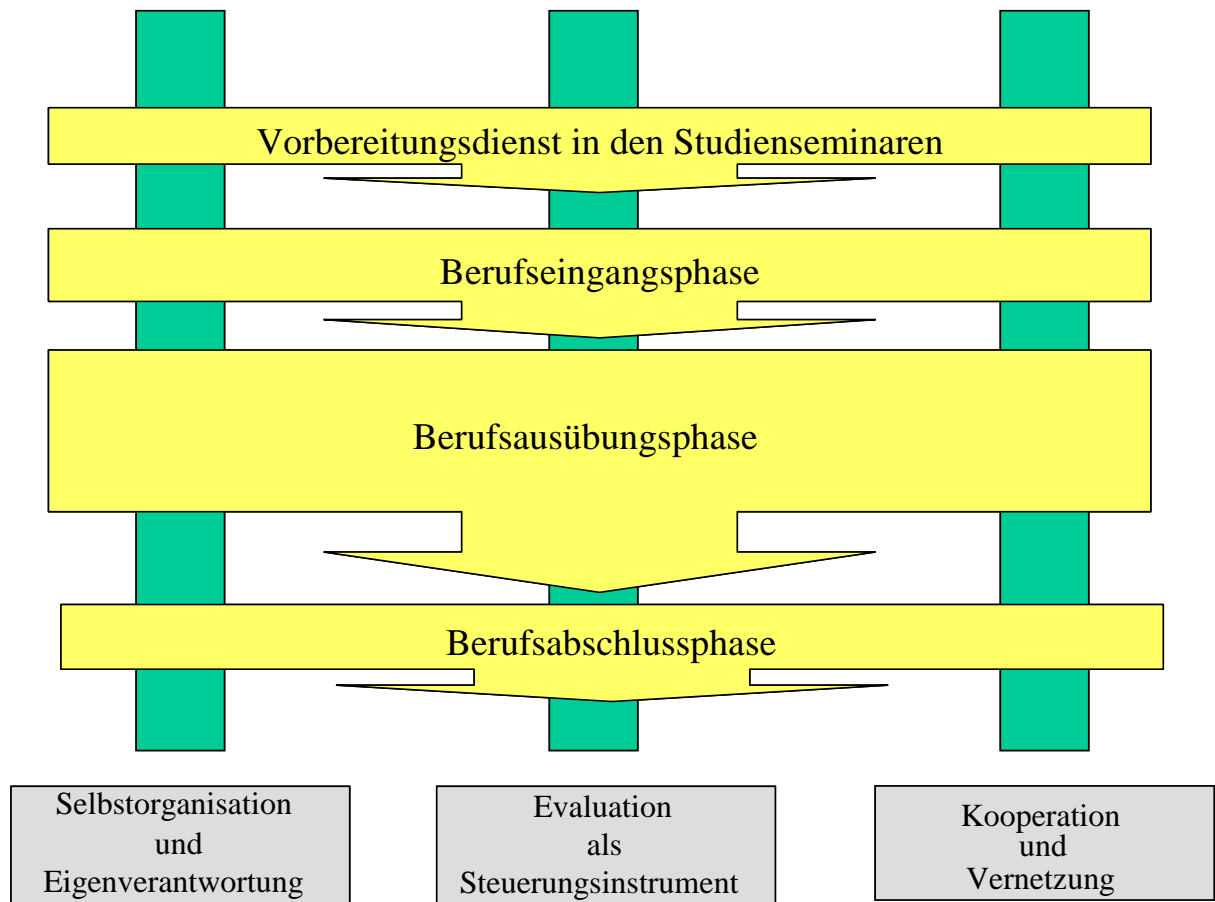 Vorbereitungsdienst in den Studienseminaren
Berufseingangsphase
Berufsausübungsphase
Berufsabschlussphase
Selbstorganisation
und
Eigenverantwortung
Evaluation
als
Steuerungsinstrument
Kooperation
und
Vernetzung